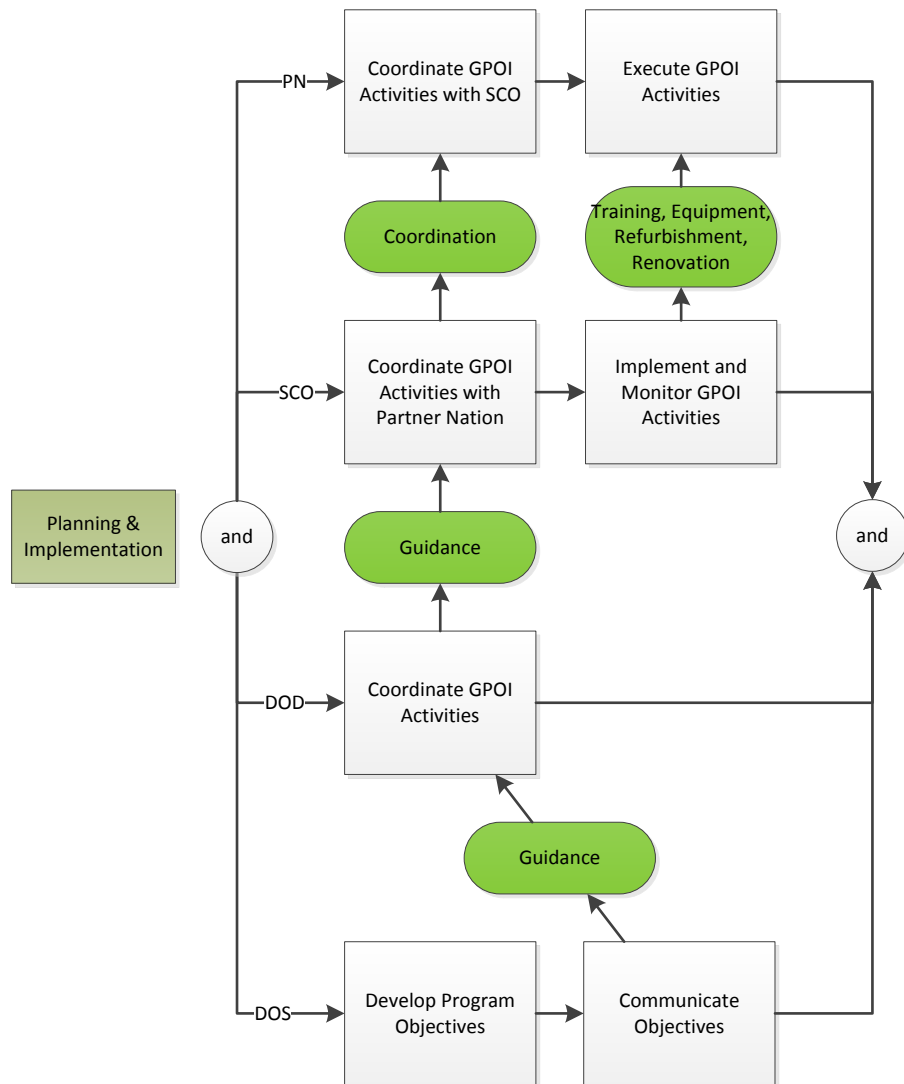 PN
Coordinate GPOI
Activities with SCO
Execute GPOI
Activities
Coordination
Training, Equipment,
Refurbishment,
Renovation
SCO
Coordinate GPOI
Activities with
Partner Nation
Implement and
Monitor GPOI
Activities
Planning &
Implementation
and
Guidance
and
DOD
Coordinate GPOI
Activities
Guidance
DOS
Develop Program
Objectives
Communicate
Objectives